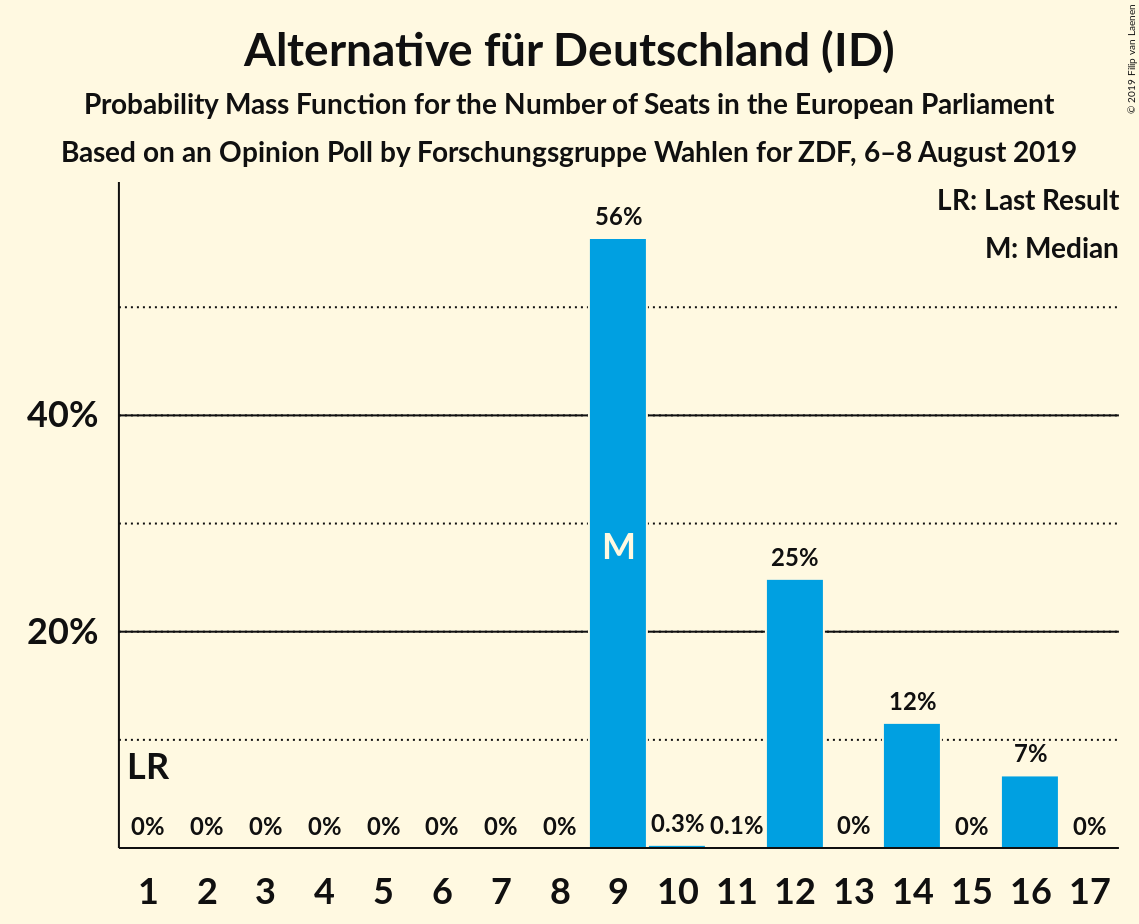 Alternative für Deutschland (ID)
Probability Mass Function for the Number of Seats in the European Parliament
Based on an Opinion Poll by Forschungsgruppe Wahlen for ZDF, 6–8 August 2019
© 2019 Filip van Laenen
LR: Last Result
M: Median
56%
40%
M
25%
20%
12%
LR
7%
0% 0% 0% 0% 0% 0% 0% 0% 0.3% 0.1% 0% 0% 0%
1 2 3 4 5 6 7 8 9 10 11 12 13 14 15 16 17